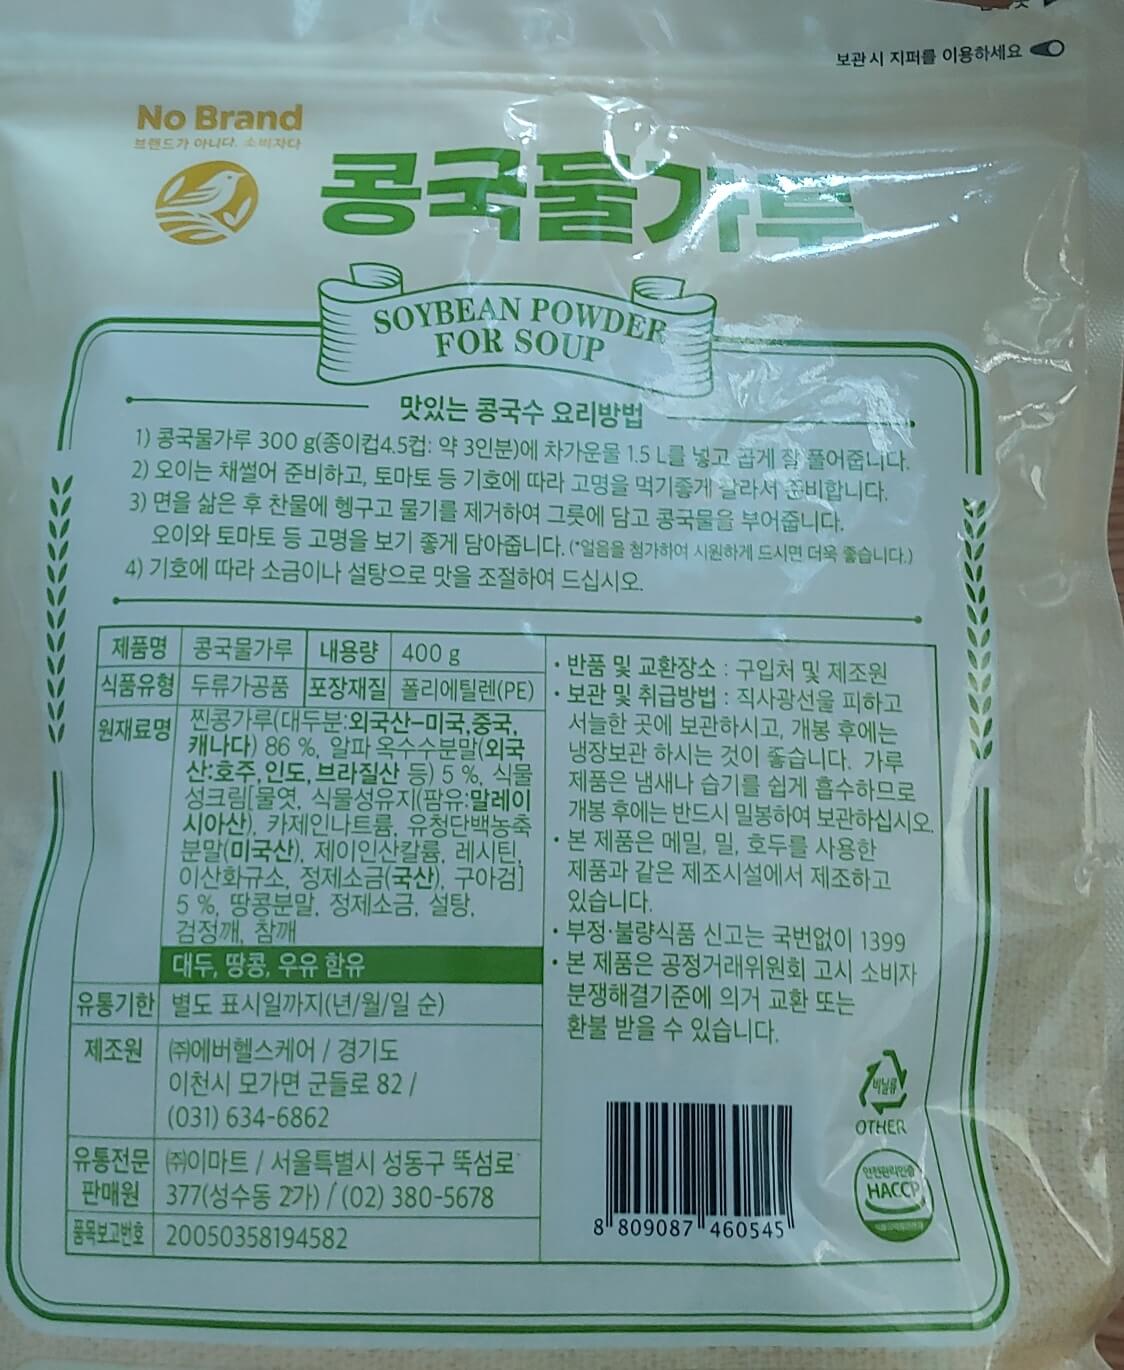 보관 시 지퍼를 이용하세요
No Brand
브랜드가 아니다. 소비자다
콩국물가루
SOYBEAN POWDER
FOR SOUP
맛있는 콩국수 요리방법
1) 콩국물가루 300 g(종이컵4.5컵: 약 3인분)에 차가운물 1.5 L를 넣고 곱게 잘 풀어줍니다.
2) 오이는 채썰어 준비하고, 토마토 등 기호에 따라 고명을 먹기좋게 잘라서 준비합니다.
3) 면을 삶은 후 찬물에 헹구고 물기를 제거하여 그릇에 담고 콩국물을 부어줍니다.
오이와 토마토 등 고명을 보기 좋게 담아줍니다. (*얼음을 첨가하여 시원하게 드시면 더욱 좋습니다.)
4) 기호에 따라 소금이나 설탕으로 맛을 조절하여 드십시오.
제품명 콩국물가루 내용량 400 g
식품유형 두류가공품 포장재질 폴리에틸렌(PE)
원재료명 찐콩가루(대두분:외국산-미국,중국,
캐나다) 86 %, 알파 옥수수분말(외국
산:호주,인도,브라질산 등) 5 %, 식물
성크림[물엿, 식물성유지(팜유:말레이
시아산), 카제인나트륨, 유청단백농축
분말(미국산), 제이인산칼륨, 레시틴,
이산화규소, 정제소금(국산), 구아검]
5 %, 땅콩분말, 정제소금, 설탕,
검정깨, 참깨
대두, 땅콩, 우유 함유
유통기한 별도 표시일까지(년/월/일 순)
제조원 ㈜에버헬스케어 / 경기도
이천시 모가면 군들로 82 /
(031) 634-6862
유통전문 ㈜이마트 / 서울특별시 성동구 뚝섬로
판매원 377(성수동 2가) / (02) 380-5678
품목보고번호 20050358194582
• 반품 및 교환장소 : 구입처 및 제조원
• 보관 및 취급방법 : 직사광선을 피하고
서늘한 곳에 보관하시고, 개봉 후에는
냉장보관 하시는 것이 좋습니다. 가루
제품은 냄새나 습기를 쉽게 흡수하므로
개봉 후에는 반드시 밀봉하여 보관하십시오.
• 본 제품은 메밀, 밀, 호두를 사용한
제품과 같은 제조시설에서 제조하고
있습니다.
• 부정·불량식품 신고는 국번없이 1399
• 본 제품은 공정거래위원회 고시 소비자
분쟁해결기준에 의거 교환 또는
환불 받을 수 있습니다.
비닐류
OTHER
안전관리인증
HACCP
8 809087 460545